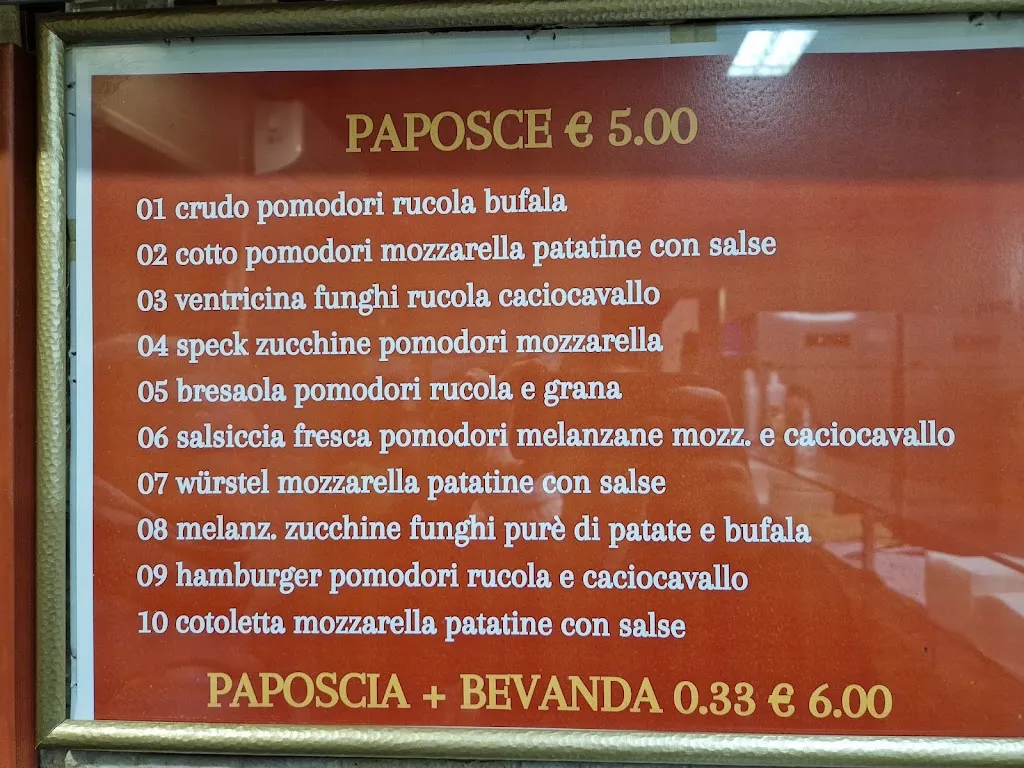 PAPOSCE € 5.00
01 crudo pomodori rucola bufala
02 cotto pomodori mozzarella patatine con salse
03 ventricina funghi rucola caciocavallo
04 speck zucchine pomodori mozzarella
05 bresaola pomodori rucola e grana
06 salsiccia fresca pomodori melanzane mozz. e caciocavallo
07 würstel mozzarella patatine con salse
08 melanz. zucchine funghi purè di patate e bufala
09 hamburger pomodori rucola e caciocavallo
10 cotoletta mozzarella patatine con salse
PAPOSCIA + BEVANDA 0.33 € 6.00